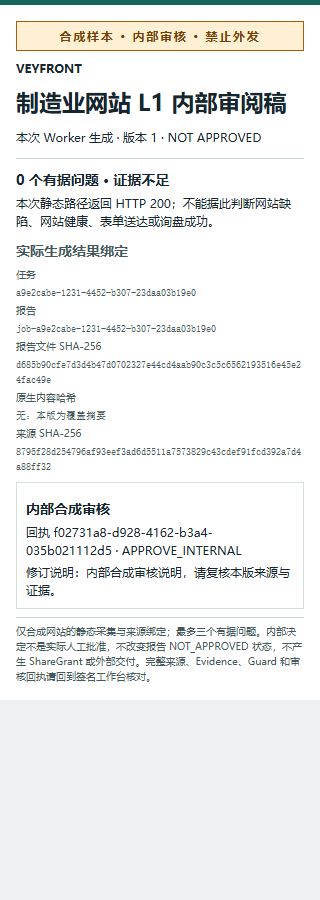 合成样本 • 内部审核 • 禁止外发
VEYFRONT
制造业网站 L1 内部审阅稿
本次 Worker 生成 · 版本 1 · NOT APPROVED
0 个有据问题 • 证据不足
本次静态路径返回 HTTP 200；不能据此判断网站缺
陷、网站健康、表单送达或询盘成功。
实际生成结果绑定
任务
a9e2cabe-1231-4452-b307-23daa03b19e0
报告
job-a9e2cabe-1231-4452-b307-23daa03b19e0
报告文件 SHA-256
d685b90cfe7d3d4b47d0702327e44cd4aab90c3c5c6562193516e45e2
4fac49e
原生内容哈希
无：本版为覆盖摘要
来源 SHA-256
8795f28d254796af93eef3ad6d5511a7573829c43cdef91fcd392a7d4
a88ff32
内部合成审核
回执 f02731a8-d928-4162-b3a4-
035b021112d5 · APPROVE_INTERNAL
修订说明：内部合成审核说明，请复核本版来源与
证据。
仅合成网站的静态采集与来源绑定；最多三个有据问题。内部决
定不是实际人工批准，不改变报告 NOT_APPROVED 状态，不产
生 ShareGrant 或外部交付。完整来源、Evidence、Guard 和审
核回执请回到签名工作台核对。